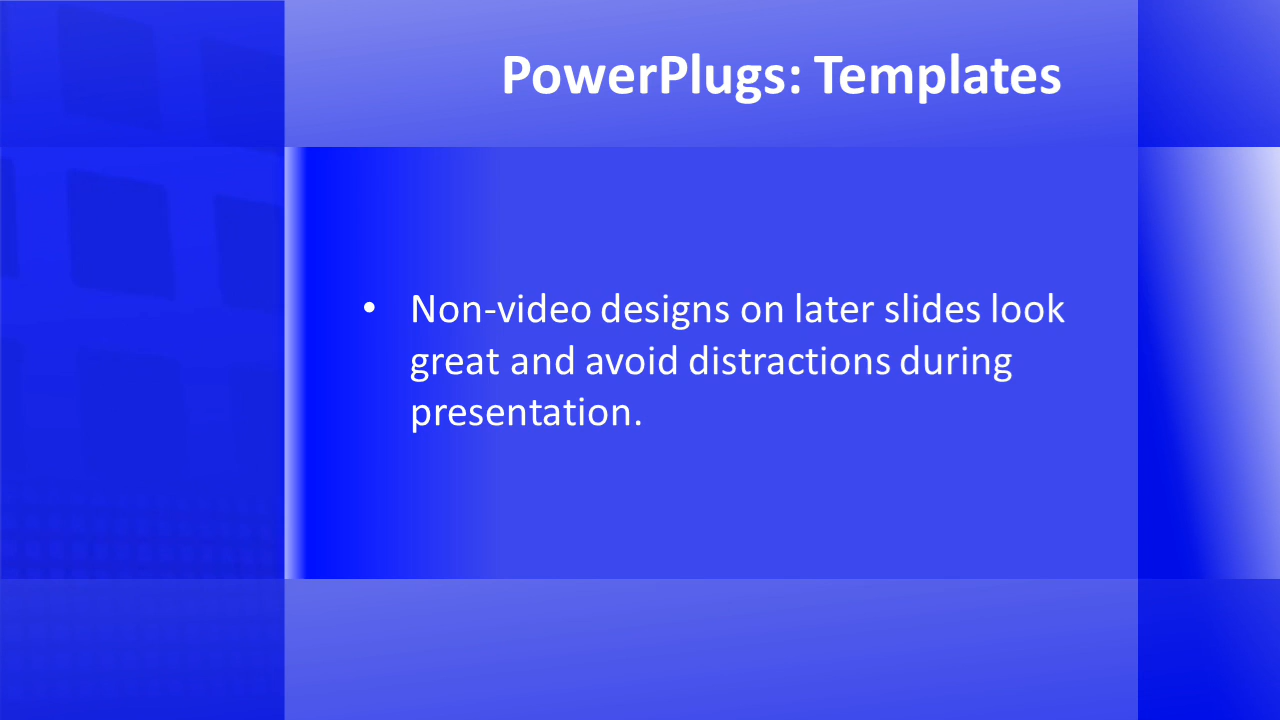 PowerPlugs: Templates
• Non-video designs on later slides look
great and avoid distractions during
presentation.